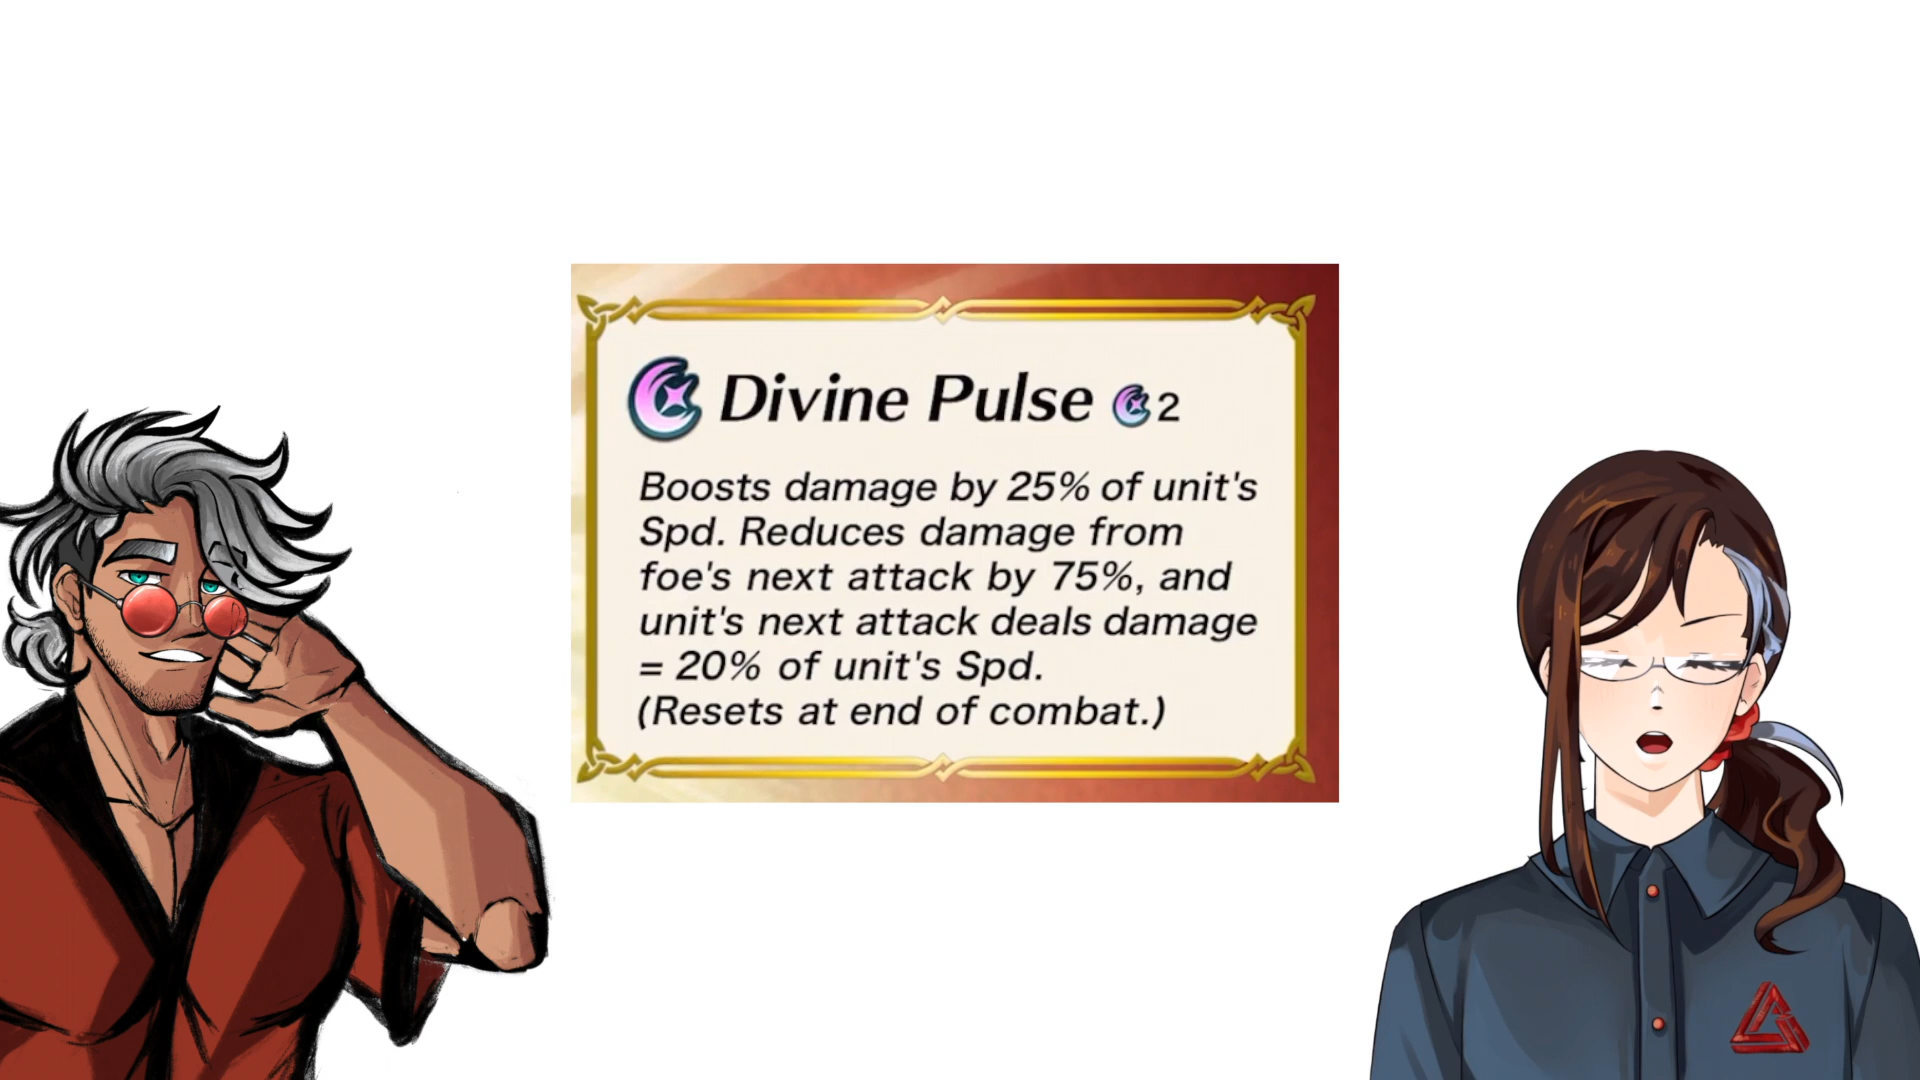 Divine Pulse 2
Boosts damage by 25% of unit's
Spd. Reduces damage from
foe's next attack by 75%, and
unit's next attack deals damage
= 20% of unit's Spd.
(Resets at end of combat.)